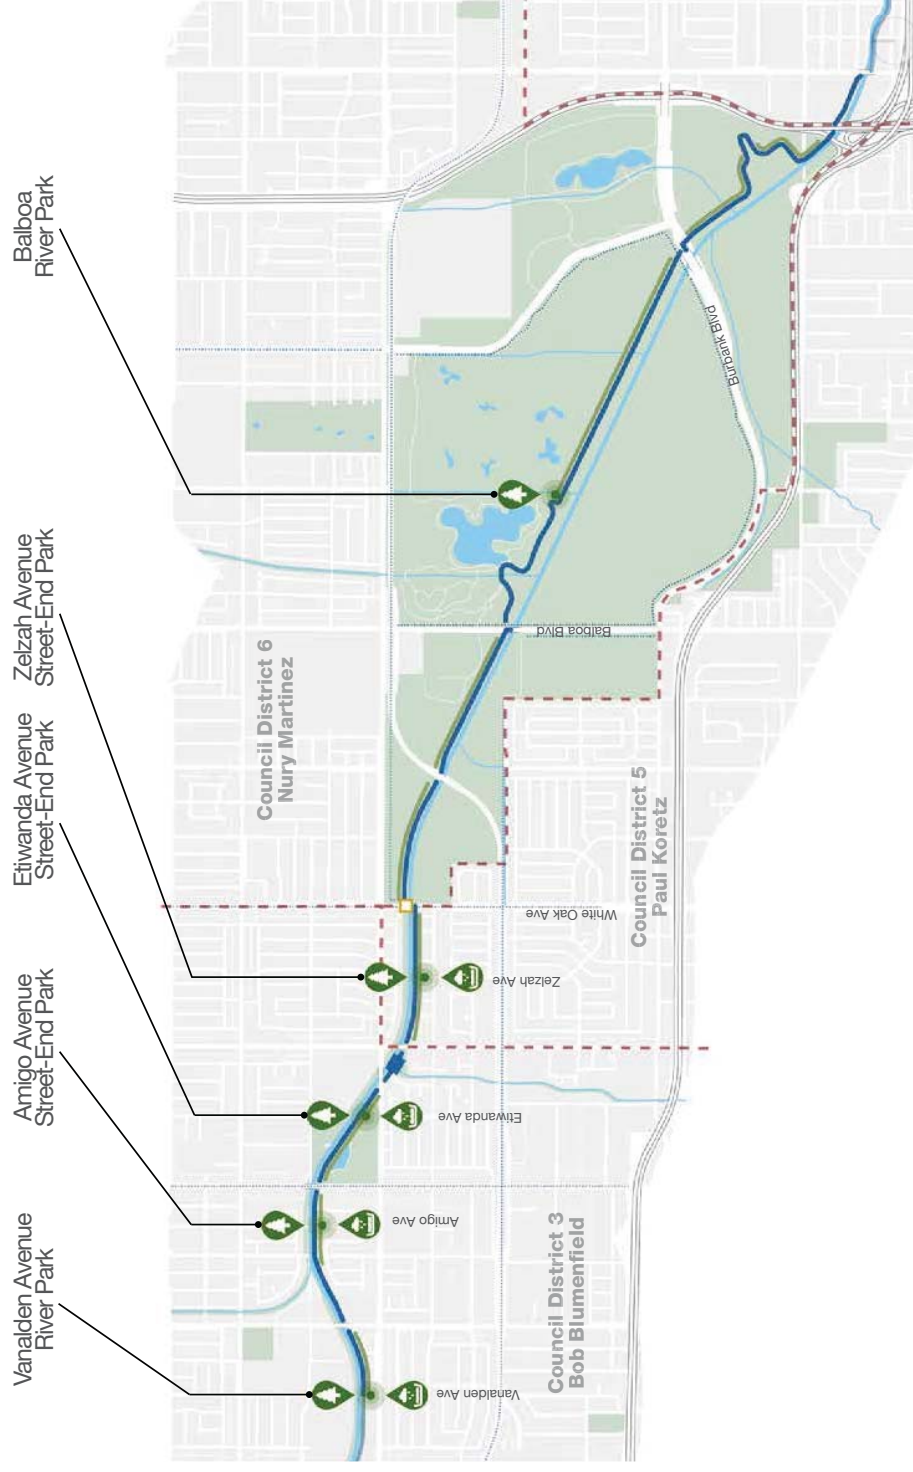 Vanalden Avenue
River Park
Amigo Avenue
Street-End Park
Etiwanda Avenue
Street-End Park
Zelzah Avenue
Street-End Park
Balboa
River Park
Council District 6
Nury Martinez
Council District 5
Paul Koretz
Council District 3
Bob Blumenfield
Vanalden Ave
Amigo Ave
Etiwanda Ave
Zelzah Ave
White Oak Ave
Balboa Blvd
Burbank Blvd